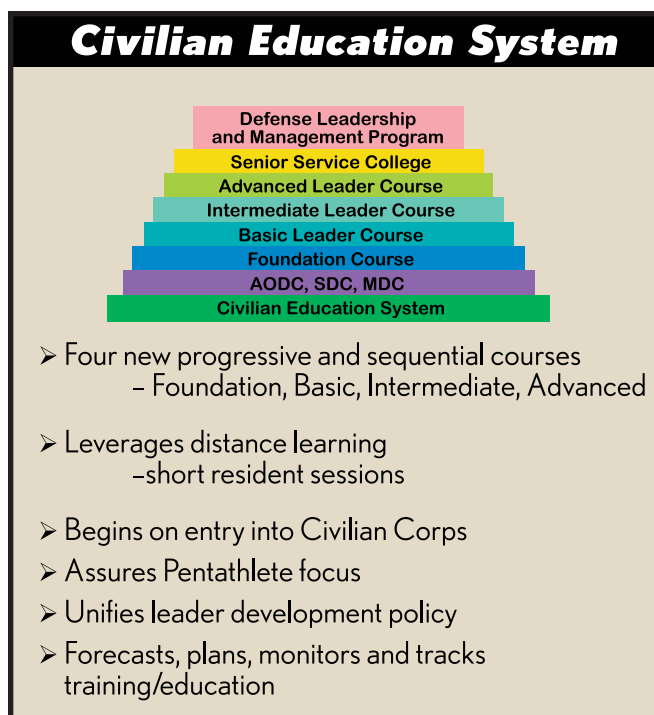 Civilian Education System
Defense Leadership
and Management Program
Senior Service College
Advanced Leader Course
Intermediate Leader Course
Basic Leader Course
Foundation Course
AODC, SDC, MDC
Civilian Education System
➢ Four new progressive and sequential courses
– Foundation, Basic, Intermediate, Advanced
➢ Leverages distance learning
–short resident sessions
➢ Begins on entry into Civilian Corps
➢ Assures Pentathlete focus
➢ Unifies leader development policy
➢ Forecasts, plans, monitors and tracks
training/education